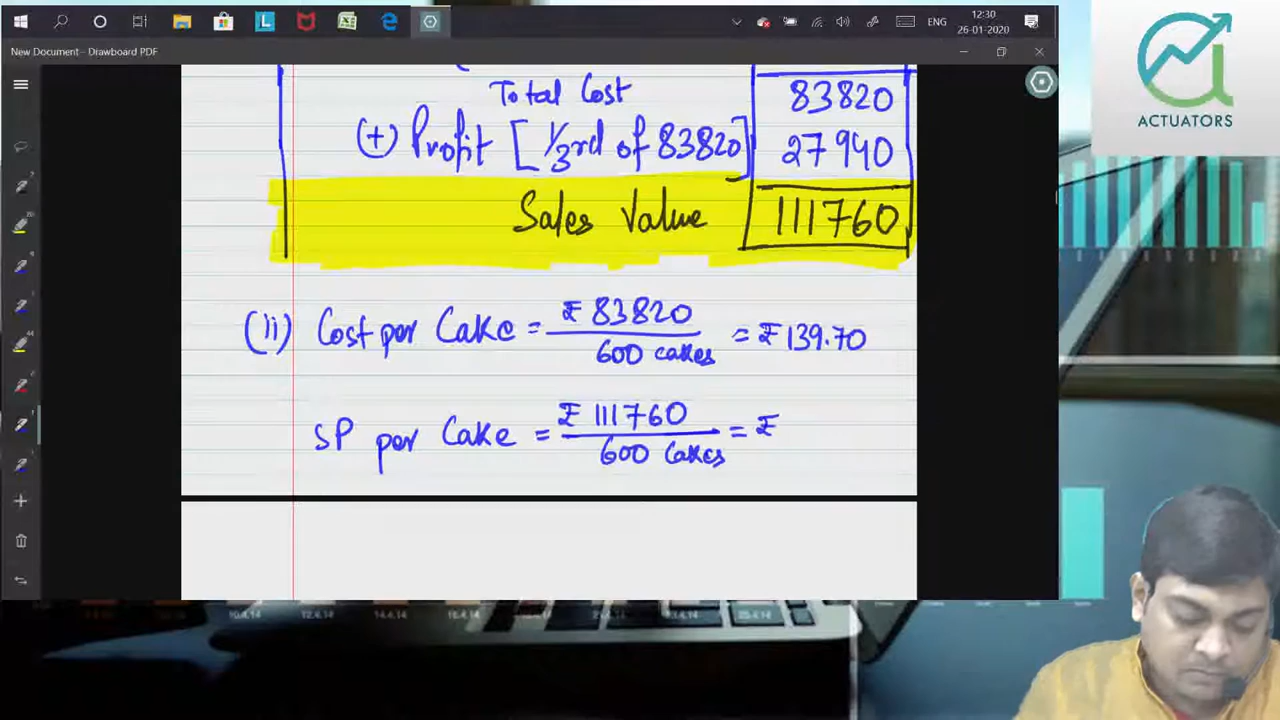 ENG
12:30
26-01-2020
New Document - Drawboard PDF
ACTUATORS
Total Cost 83820
(+) Profit [1/3rd of 83820] 27940
Sales Value 111760
(ii) Cost per Cake = ₹ 83820 / 600 cakes = ₹ 139.70
SP per Cake = ₹ 111760 / 600 Cakes = ₹